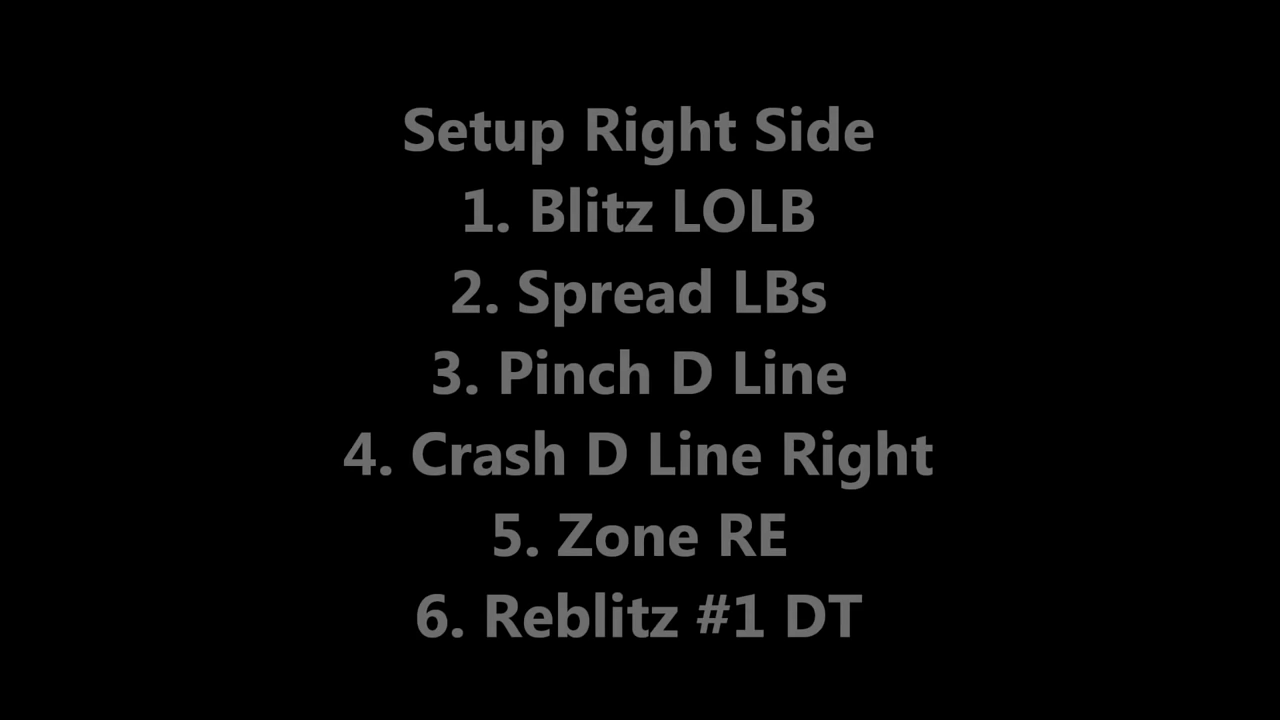 Setup Right Side
1. Blitz LOLB
2. Spread LBs
3. Pinch D Line
4. Crash D Line Right
5. Zone RE
6. Reblitz #1 DT